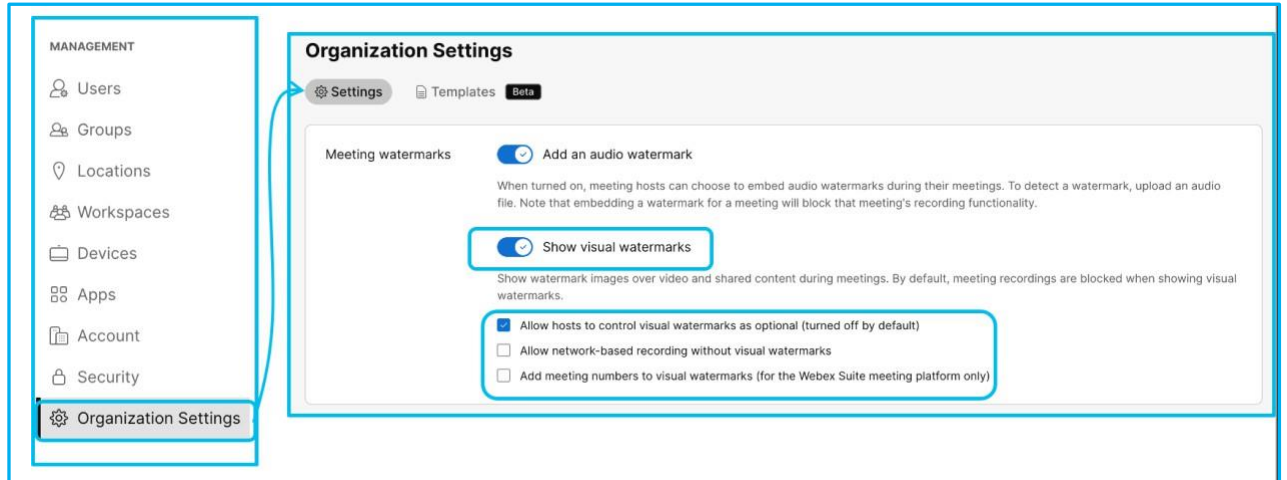 MANAGEMENT
Users
Groups
Locations
Workspaces
Devices
Apps
Account
Security
Organization Settings
Organization Settings
Settings
Templates Beta
Meeting watermarks
Add an audio watermark
When turned on, meeting hosts can choose to embed audio watermarks during their meetings. To detect a watermark, upload an audio
file. Note that embedding a watermark for a meeting will block that meeting's recording functionality.
Show visual watermarks
Show watermark images over video and shared content during meetings. By default, meeting recordings are blocked when showing visual
watermarks.
Allow hosts to control visual watermarks as optional (turned off by default)
Allow network-based recording without visual watermarks
Add meeting numbers to visual watermarks (for the Webex Suite meeting platform only)